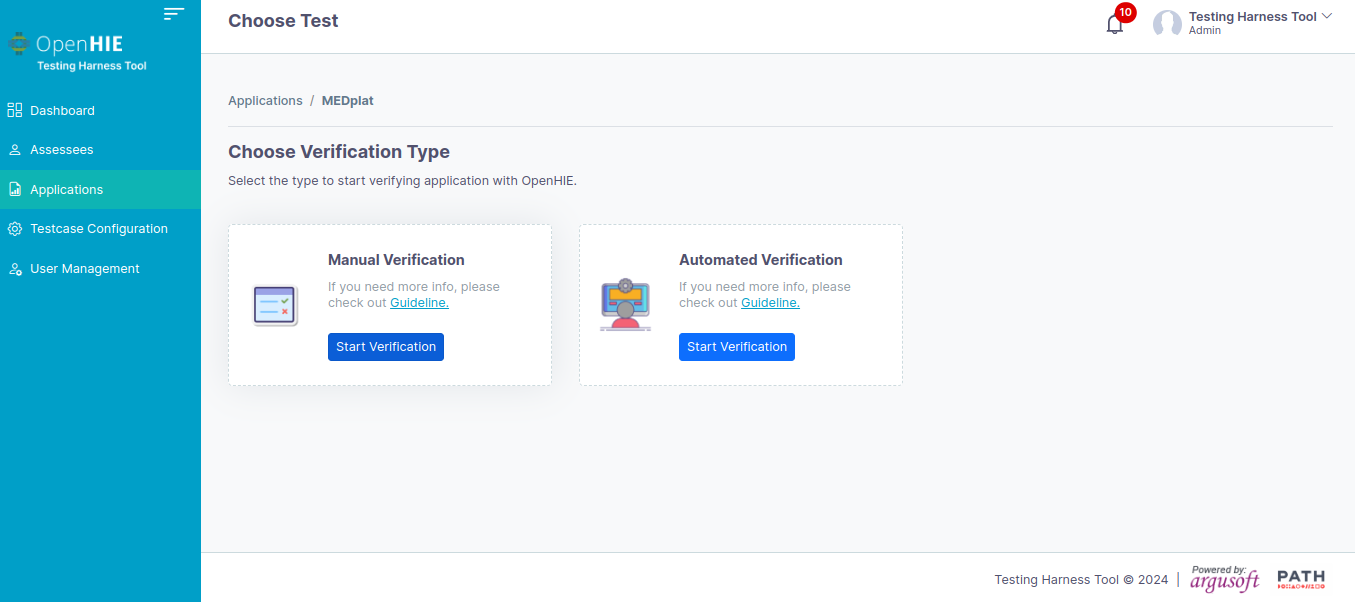 OpenHIE
Testing Harness Tool
Dashboard
Assessees
Applications
Testcase Configuration
User Management
Choose Test
10
Testing Harness Tool
Admin
Applications / MEDplat
Choose Verification Type
Select the type to start verifying application with OpenHIE.
Manual Verification
If you need more info, please
check out Guideline.
Start Verification
Automated Verification
If you need more info, please
check out Guideline.
Start Verification
Testing Harness Tool © 2024 |
Powered by:
argusoft
PATH